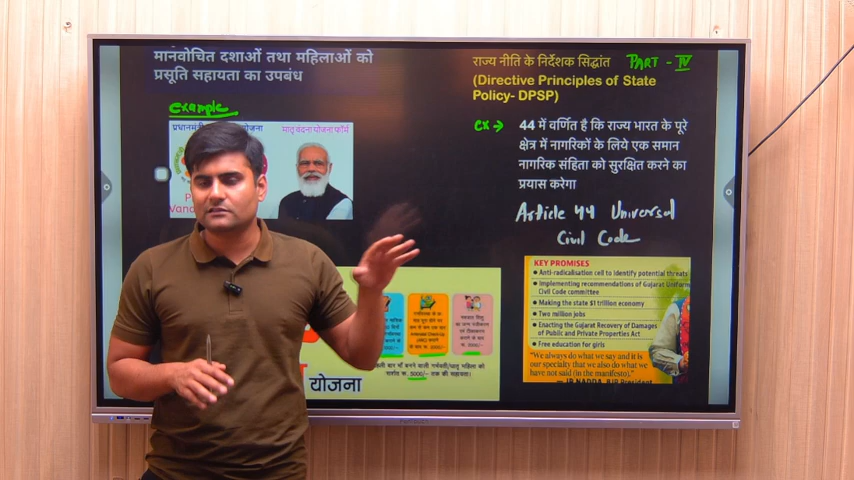 मानवोचित दशाओं तथा महिलाओं को
प्रसूति सहायता का उपबंध
example
योजना
मातृ वंदना योजना फॉर्म
योजना
राज्य नीति के निर्देशक सिद्धांत PART - IV
(Directive Principles of State
Policy- DPSP)
ex → 44 में वर्णित है कि राज्य भारत के पूरे
क्षेत्र में नागरिकों के लिये एक समान
नागरिक संहिता को सुरक्षित करने का
प्रयास करेगा
Article 44 Universal
Civil Code
KEY PROMISES
● Anti-radicalisation cell to identify potential threats
● Implementing recommendations of Gujarat Uniform
Civil Code committee
● Making the state $1 trillion economy
● Two million jobs
● Enacting the Gujarat Recovery of Damages
of Public and Private Properties Act
● Free education for girls
"We always do what we say and it is
our specialty that we also do what we
have not said (in the manifesto)."
— JP NADDA, BJP President